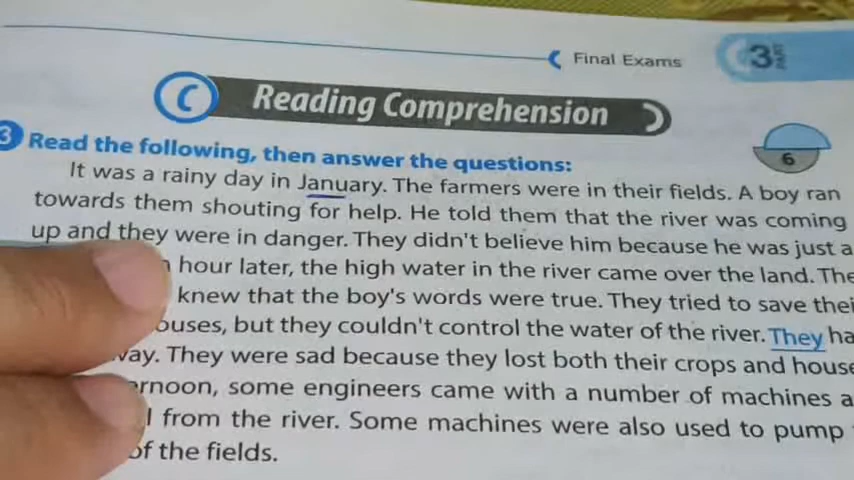 Final Exams
3 PART
C Reading Comprehension
3 Read the following, then answer the questions:
6
It was a rainy day in January. The farmers were in their fields. A boy ran
towards them shouting for help. He told them that the river was coming
up and they were in danger. They didn't believe him because he was just a
hour later, the high water in the river came over the land. The
knew that the boy's words were true. They tried to save thei
ouses, but they couldn't control the water of the river. They ha
way. They were sad because they lost both their crops and house
ernoon, some engineers came with a number of machines a
l from the river. Some machines were also used to pump
of the fields.